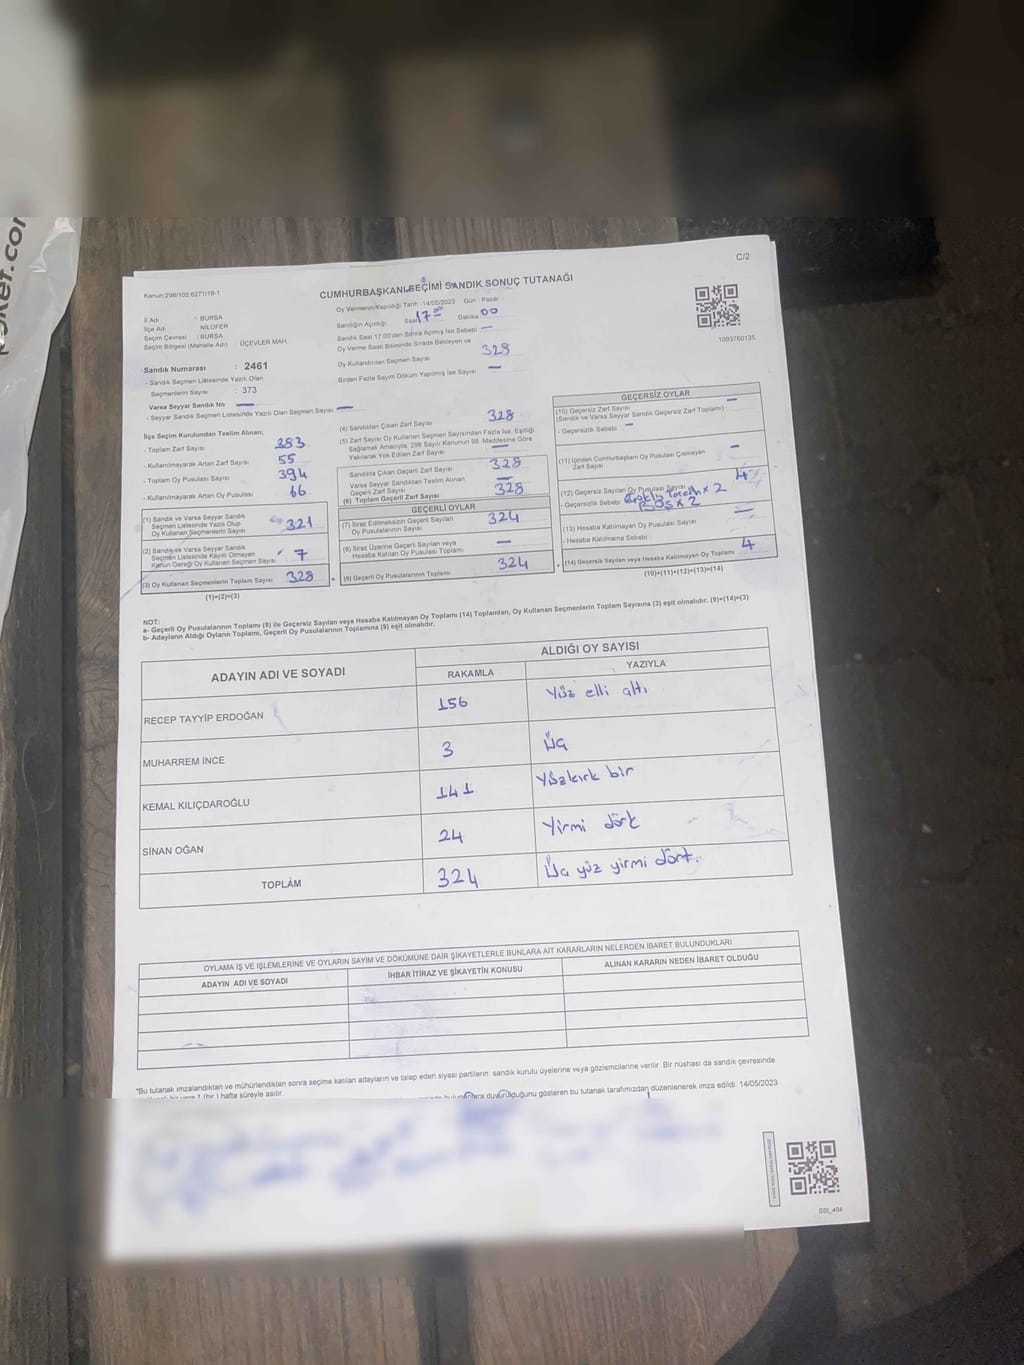 C/2
Kanun:298/105;6271/18-1
CUMHURBAŞKANI SEÇİMİ SANDIK SONUÇ TUTANAĞI
Oy Vermenin Yapıldığı Tarih :14/05/2023 Gün : Pazar
İl Adı : BURSA
İlçe Adı : NİLÜFER
Seçim Çevresi : BURSA
Seçim Bölgesi (Mahalle Adı) ÜÇEVLER MAH.
Sandığın Açıldığı Saat 17 00 Dakika 00
Sandık Saat 17:00'den Sonra Açılmış İse Sebebi —
Oy Verme Saati Bitiminde Sırada Bekleyen ve
Oy Kullandırılan Seçmen Sayısı 328
Birden Fazla Sayım Döküm Yapılmış İse Sayısı —
1003760135
Sandık Numarası : 2461
- Sandık Seçmen Listesinde Yazılı Olan
Seçmenlerin Sayısı : 373
Varsa Seyyar Sandık No —
- Seyyar Sandık Seçmen Listesinde Yazılı Olan Seçmen Sayısı —
İlçe Seçim Kurulundan Teslim Alınan;
- Toplam Zarf Sayısı 383
- Kullanılmayarak Artan Zarf Sayısı 55
- Toplam Oy Pusulası Sayısı 394
- Kullanılmayarak Artan Oy Pusulası 66
(1) Sandık ve Varsa Seyyar Sandık
Seçmen Listesinde Yazılı Olup
Oy Kullanan Seçmenlerin Sayısı 321
(2) Sandık ve Varsa Seyyar Sandık
Seçmen Listesinde Kayıtlı Olmayan
Kanun Gereği Oy Kullanan Seçmen Sayısı 7
(3) Oy Kullanan Seçmenlerin Toplam Sayısı 328
(1)+(2)=(3)
(4) Sandıktan Çıkan Zarf Sayısı 328
(5) Zarf Sayısı Oy Kullanan Seçmen Sayısından Fazla İse, Eşitliği
Sağlamak Amacıyla, 298 Sayılı Kanunun 98. Maddesine Göre
Yakılarak Yok Edilen Zarf Sayısı —
Sandıkta Çıkan Geçerli Zarf Sayısı 328
Varsa Seyyar Sandıktan Teslim Alınan
Geçerli Zarf Sayısı —
(6) Toplam Geçerli Zarf Sayısı 328
GEÇERLİ OYLAR
(7) İtiraz Edilmeksizin Geçerli Sayılan
Oy Pusulalarının Sayısı 324
(8) İtiraz Üzerine Geçerli Sayılan veya
Hesaba Katılan Oy Pusulası Toplamı —
(9) Geçerli Oy Pusulalarının Toplamı 324
GEÇERSİZ OYLAR
(10) Geçersiz Zarf Sayısı —
(Sandık ve Varsa Seyyar Sandık Geçersiz Zarf Toplamı)
- Geçersizlik Sebebi —
(11) İçinden Cumhurbaşkanı Oy Pusulası Çıkmayan
Zarf Sayısı —
(12) Geçersiz Sayılan Oy Pusulası Sayısı 4
- Geçersizlik Sebebi x 2
BOŞ x 2
(13) Hesaba Katılmayan Oy Pusulası Sayısı —
- Hesaba Katılmama Sebebi
(14) Geçersiz Sayılan veya Hesaba Katılmayan Oy Toplamı 4
(10)+(11)+(12)+(13)=(14)
NOT:
a- Geçerli Oy Pusulalarının Toplamı (9) ile Geçersiz Sayılan veya Hesaba Katılmayan Oy Toplamı (14) Toplamları, Oy Kullanan Seçmenlerin Toplam Sayısına (3) eşit olmalıdır. (9)+(14)=(3)
b- Adayların Aldığı Oyların Toplamı, Geçerli Oy Pusulalarının Toplamına (9) eşit olmalıdır.
ADAYIN ADI VE SOYADI
ALDIĞI OY SAYISI
RAKAMLA YAZIYLA
RECEP TAYYİP ERDOĞAN 156 Yüz elli altı
MUHARREM İNCE 3 Üç
KEMAL KILIÇDAROĞLU 141 Yüzkırk bir
SİNAN OĞAN 24 Yirmi dört
TOPLAM 324 Üç yüz yirmi dört.
OYLAMA İŞ VE İŞLEMLERİNE VE OYLARIN SAYIM VE DÖKÜMÜNE DAİR ŞİKAYETLERLE BUNLARA AİT KARARLARIN NELERDEN İBARET BULUNDUKLARI
ADAYIN ADI VE SOYADI İHBAR İTİRAZ VE ŞİKAYETİN KONUSU ALINAN KARARIN NEDEN İBARET OLDUĞU
*Bu tutanak imzalandıktan ve mühürlendikten sonra seçime katılan adayların ve talep eden siyasi partilerin sandık kurulu üyelerine veya gözlemcilerine verilir. Bir nüshası da sandık çevresinde
1 (bir) hafta süreyle asılır.
duyurulduğunu gösteren bu tutanak tarafımızdan düzenlenerek imza edildi. 14/05/2023
SSI_404